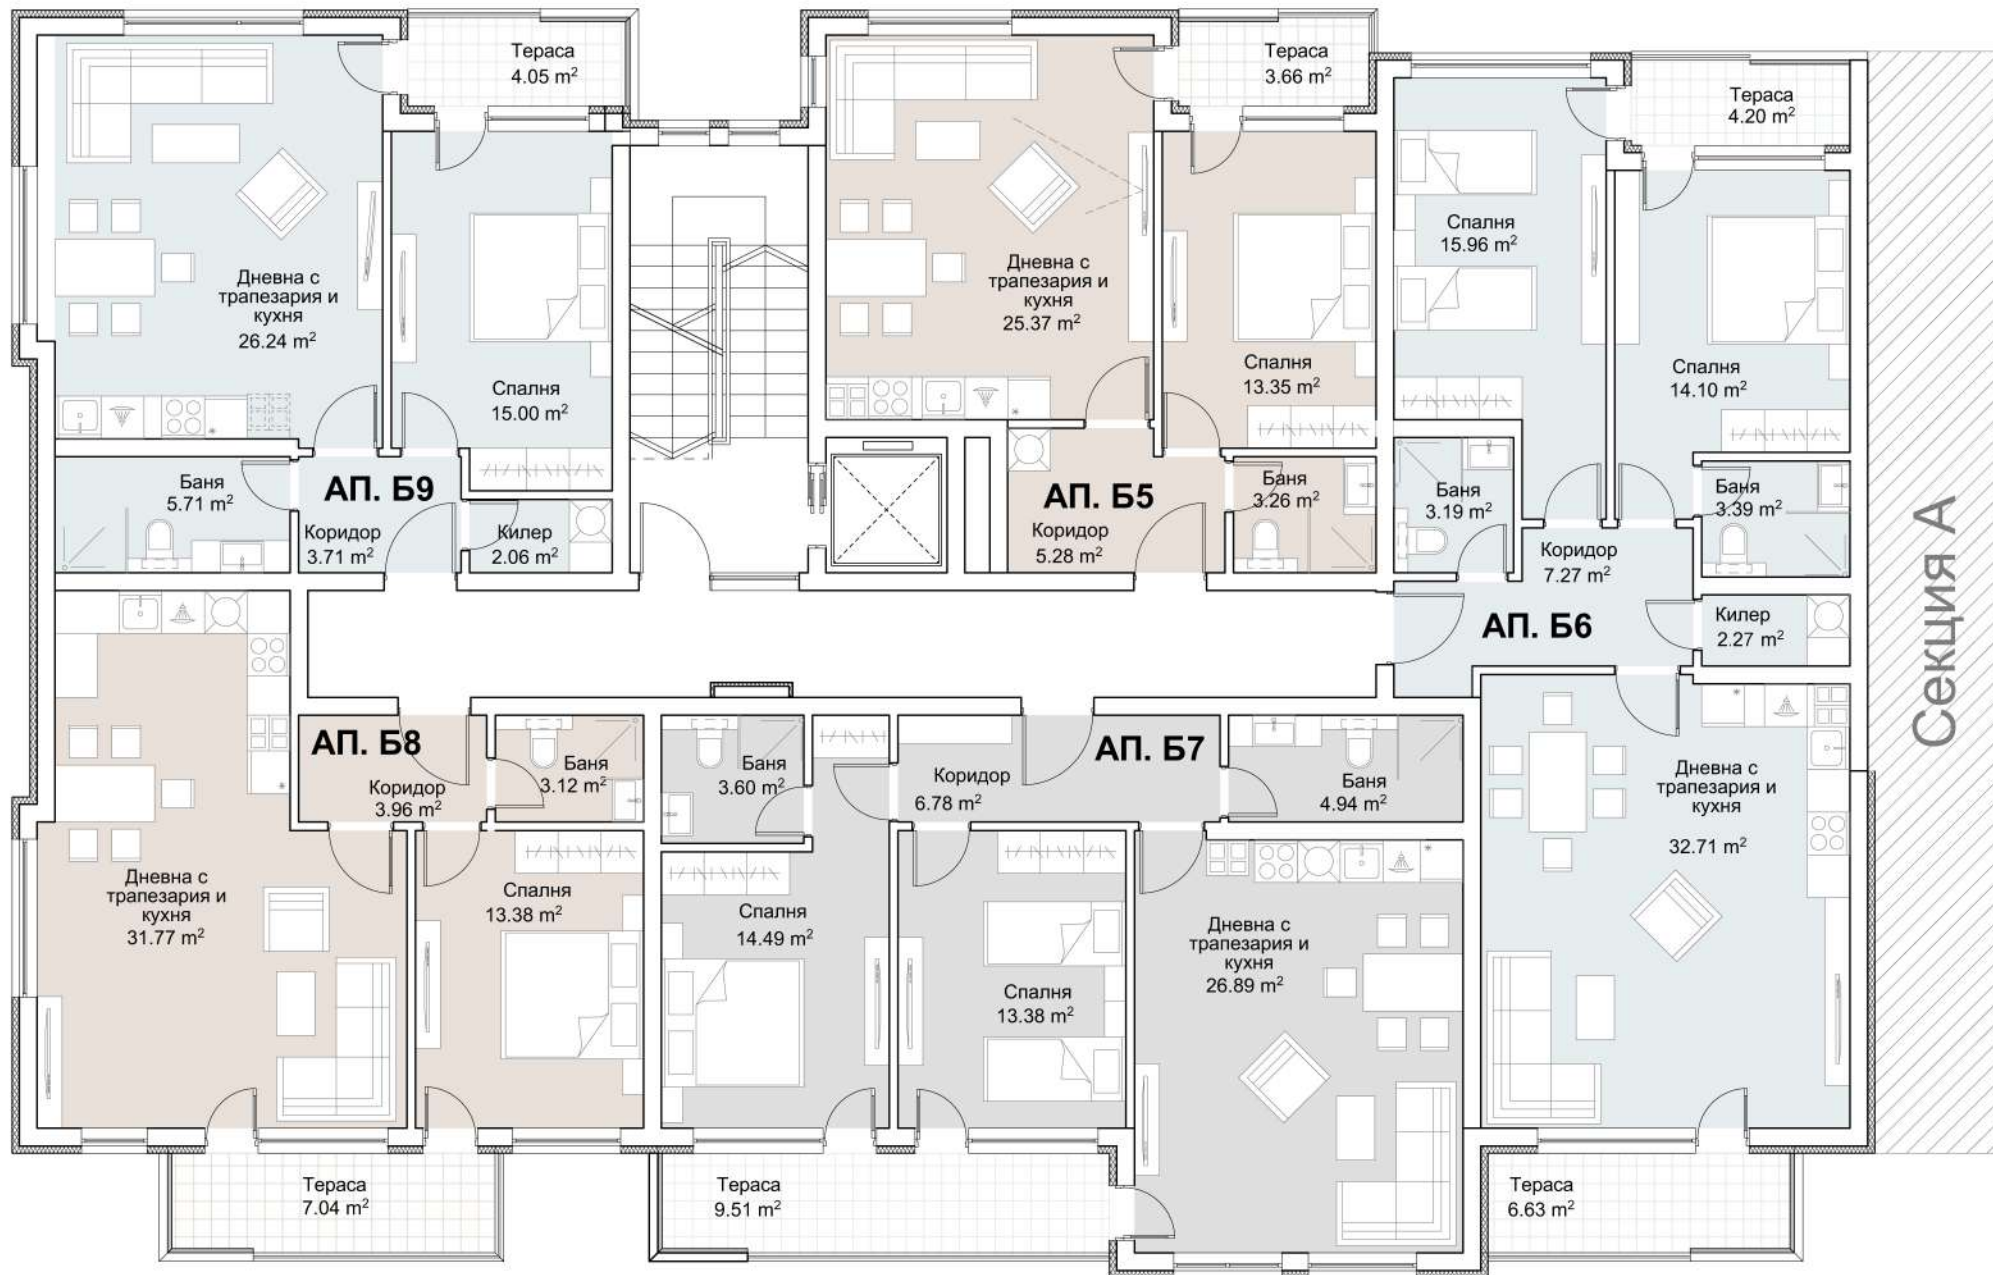 Тераса
4.05 m²
Дневна с
трапезария и
кухня
26.24 m²
Спалня
15.00 m²
Баня
5.71 m²
АП. Б9
Коридор
3.71 m²
Килер
2.06 m²
Тераса
3.66 m²
Дневна с
трапезария и
кухня
25.37 m²
Спалня
13.35 m²
АП. Б5
Коридор
5.28 m²
Баня
3.26 m²
Тераса
4.20 m²
Спалня
15.96 m²
Спалня
14.10 m²
Баня
3.19 m²
Баня
3.39 m²
Коридор
7.27 m²
АП. Б6
Килер
2.27 m²
Дневна с
трапезария и
кухня
32.71 m²
Тераса
6.63 m²
Секция А
АП. Б8
Коридор
3.96 m²
Баня
3.12 m²
Дневна с
трапезария и
кухня
31.77 m²
Спалня
13.38 m²
Тераса
7.04 m²
Баня
3.60 m²
АП. Б7
Коридор
6.78 m²
Баня
4.94 m²
Спалня
14.49 m²
Спалня
13.38 m²
Дневна с
трапезария и
кухня
26.89 m²
Тераса
9.51 m²